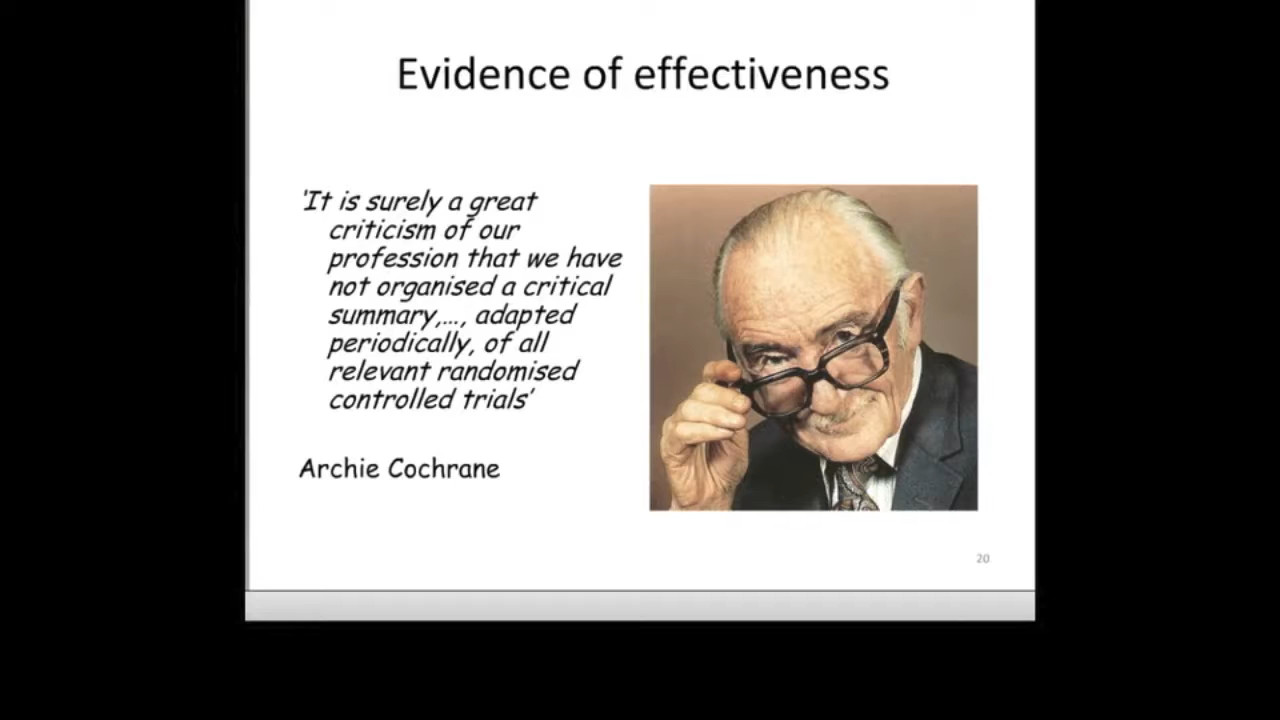 Evidence of effectiveness
'It is surely a great
criticism of our
profession that we have
not organised a critical
summary,…, adapted
periodically, of all
relevant randomised
controlled trials'
Archie Cochrane
20